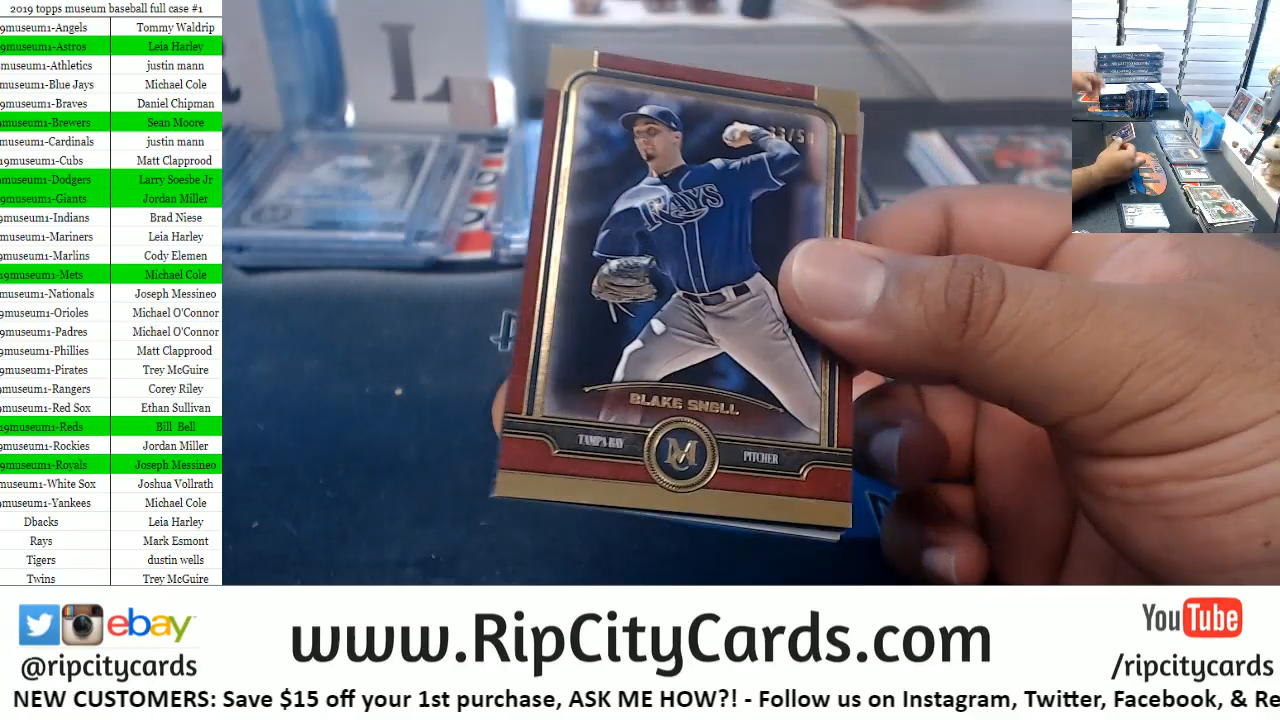 2019 topps museum baseball full case #1
9museum1-Angels Tommy Waldrip
9museum1-Astros Leia Harley
museum1-Athletics justin mann
museum1-Blue Jays Michael Cole
9museum1-Braves Daniel Chipman
museum1-Brewers Sean Moore
museum1-Cardinals justin mann
19museum1-Cubs Matt Clapprood
museum1-Dodgers Larry Soesbe Jr
9museum1-Giants Jordan Miller
museum1-Indians Brad Niese
museum1-Mariners Leia Harley
museum1-Marlins Cody Elemen
19museum1-Mets Michael Cole
museum1-Nationals Joseph Messineo
museum1-Orioles Michael O'Connor
museum1-Padres Michael O'Connor
museum1-Phillies Matt Clapprood
9museum1-Pirates Trey McGuire
museum1-Rangers Corey Riley
museum1-Red Sox Ethan Sullivan
19museum1-Reds Bill Bell
museum1-Rockies Jordan Miller
9museum1-Royals Joseph Messineo
museum1-White Sox Joshua Vollrath
museum1-Yankees Michael Cole
Dbacks Leia Harley
Rays Mark Esmont
Tigers dustin wells
Twins Trey McGuire
RAYS
BLAKE SNELL
TAMPA BAY
MC
PITCHER
ebay
@ripcitycards
www.RipCityCards.com
YouTube
/ripcitycards
NEW CUSTOMERS: Save $15 off your 1st purchase, ASK ME HOW?! - Follow us on Instagram, Twitter, Facebook, & Re